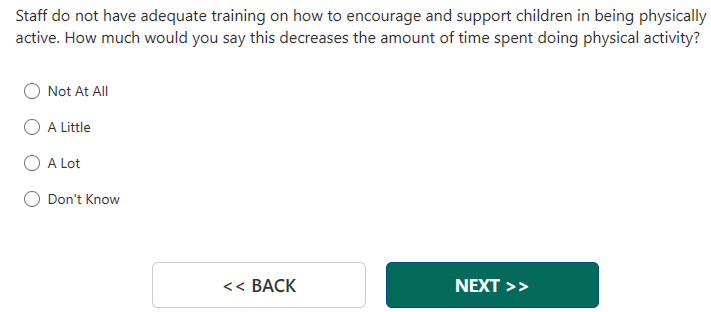 Staff do not have adequate training on how to encourage and support children in being physically
active. How much would you say this decreases the amount of time spent doing physical activity?
Not At All
A Little
A Lot
Don't Know
<< BACK
NEXT >>